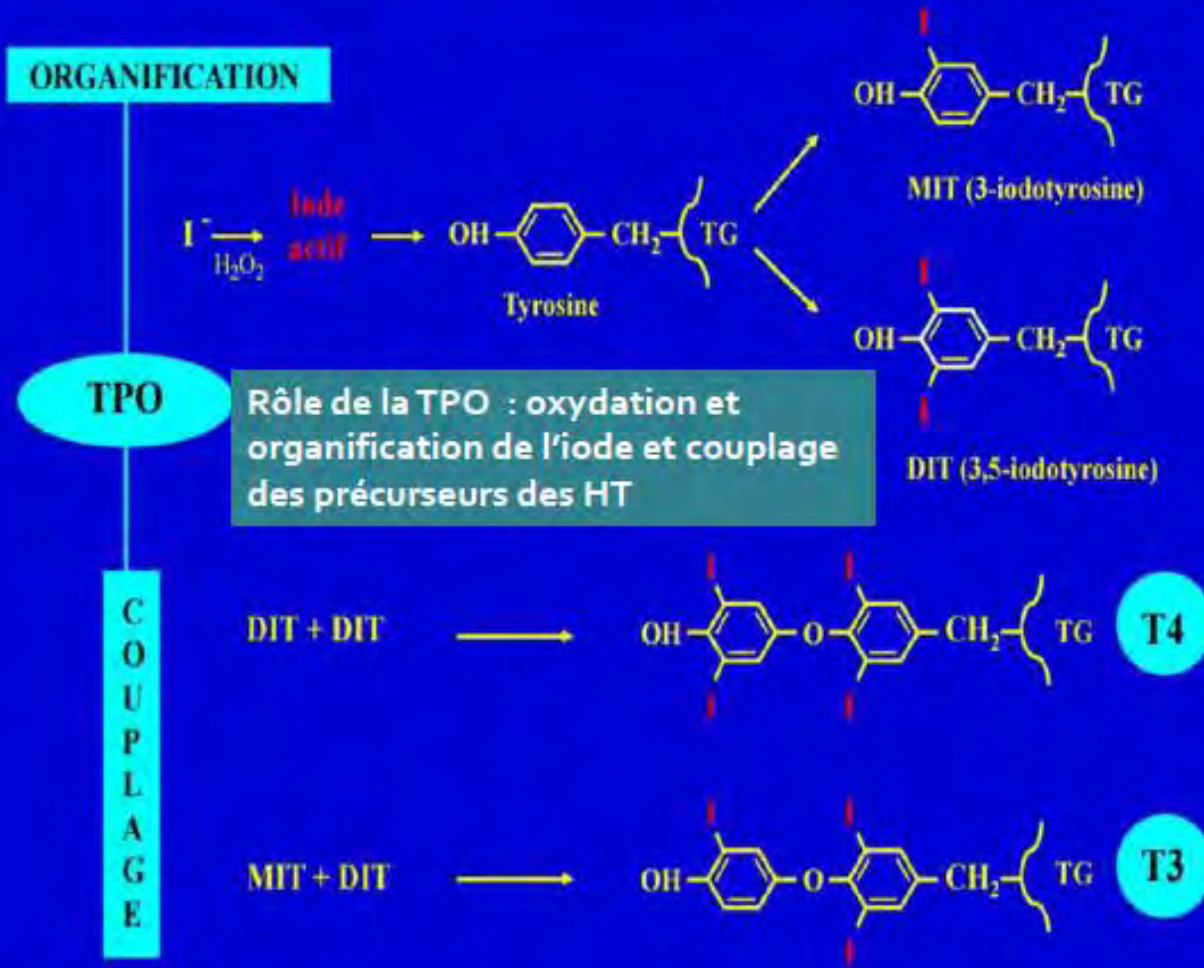 ORGANIFICATION
I⁻
H₂O₂
Iode
actif
OH
CH₂
TG
Tyrosine
I
OH
CH₂
TG
MIT (3-iodotyrosine)
I
OH
CH₂
TG
I
DIT (3,5-iodotyrosine)
TPO
Rôle de la TPO : oxydation et
organification de l'iode et couplage
des précurseurs des HT
COUPLAGE
DIT + DIT
I I
OH O CH₂ TG
I I
T4
MIT + DIT
I I
OH O CH₂ TG
I
T3